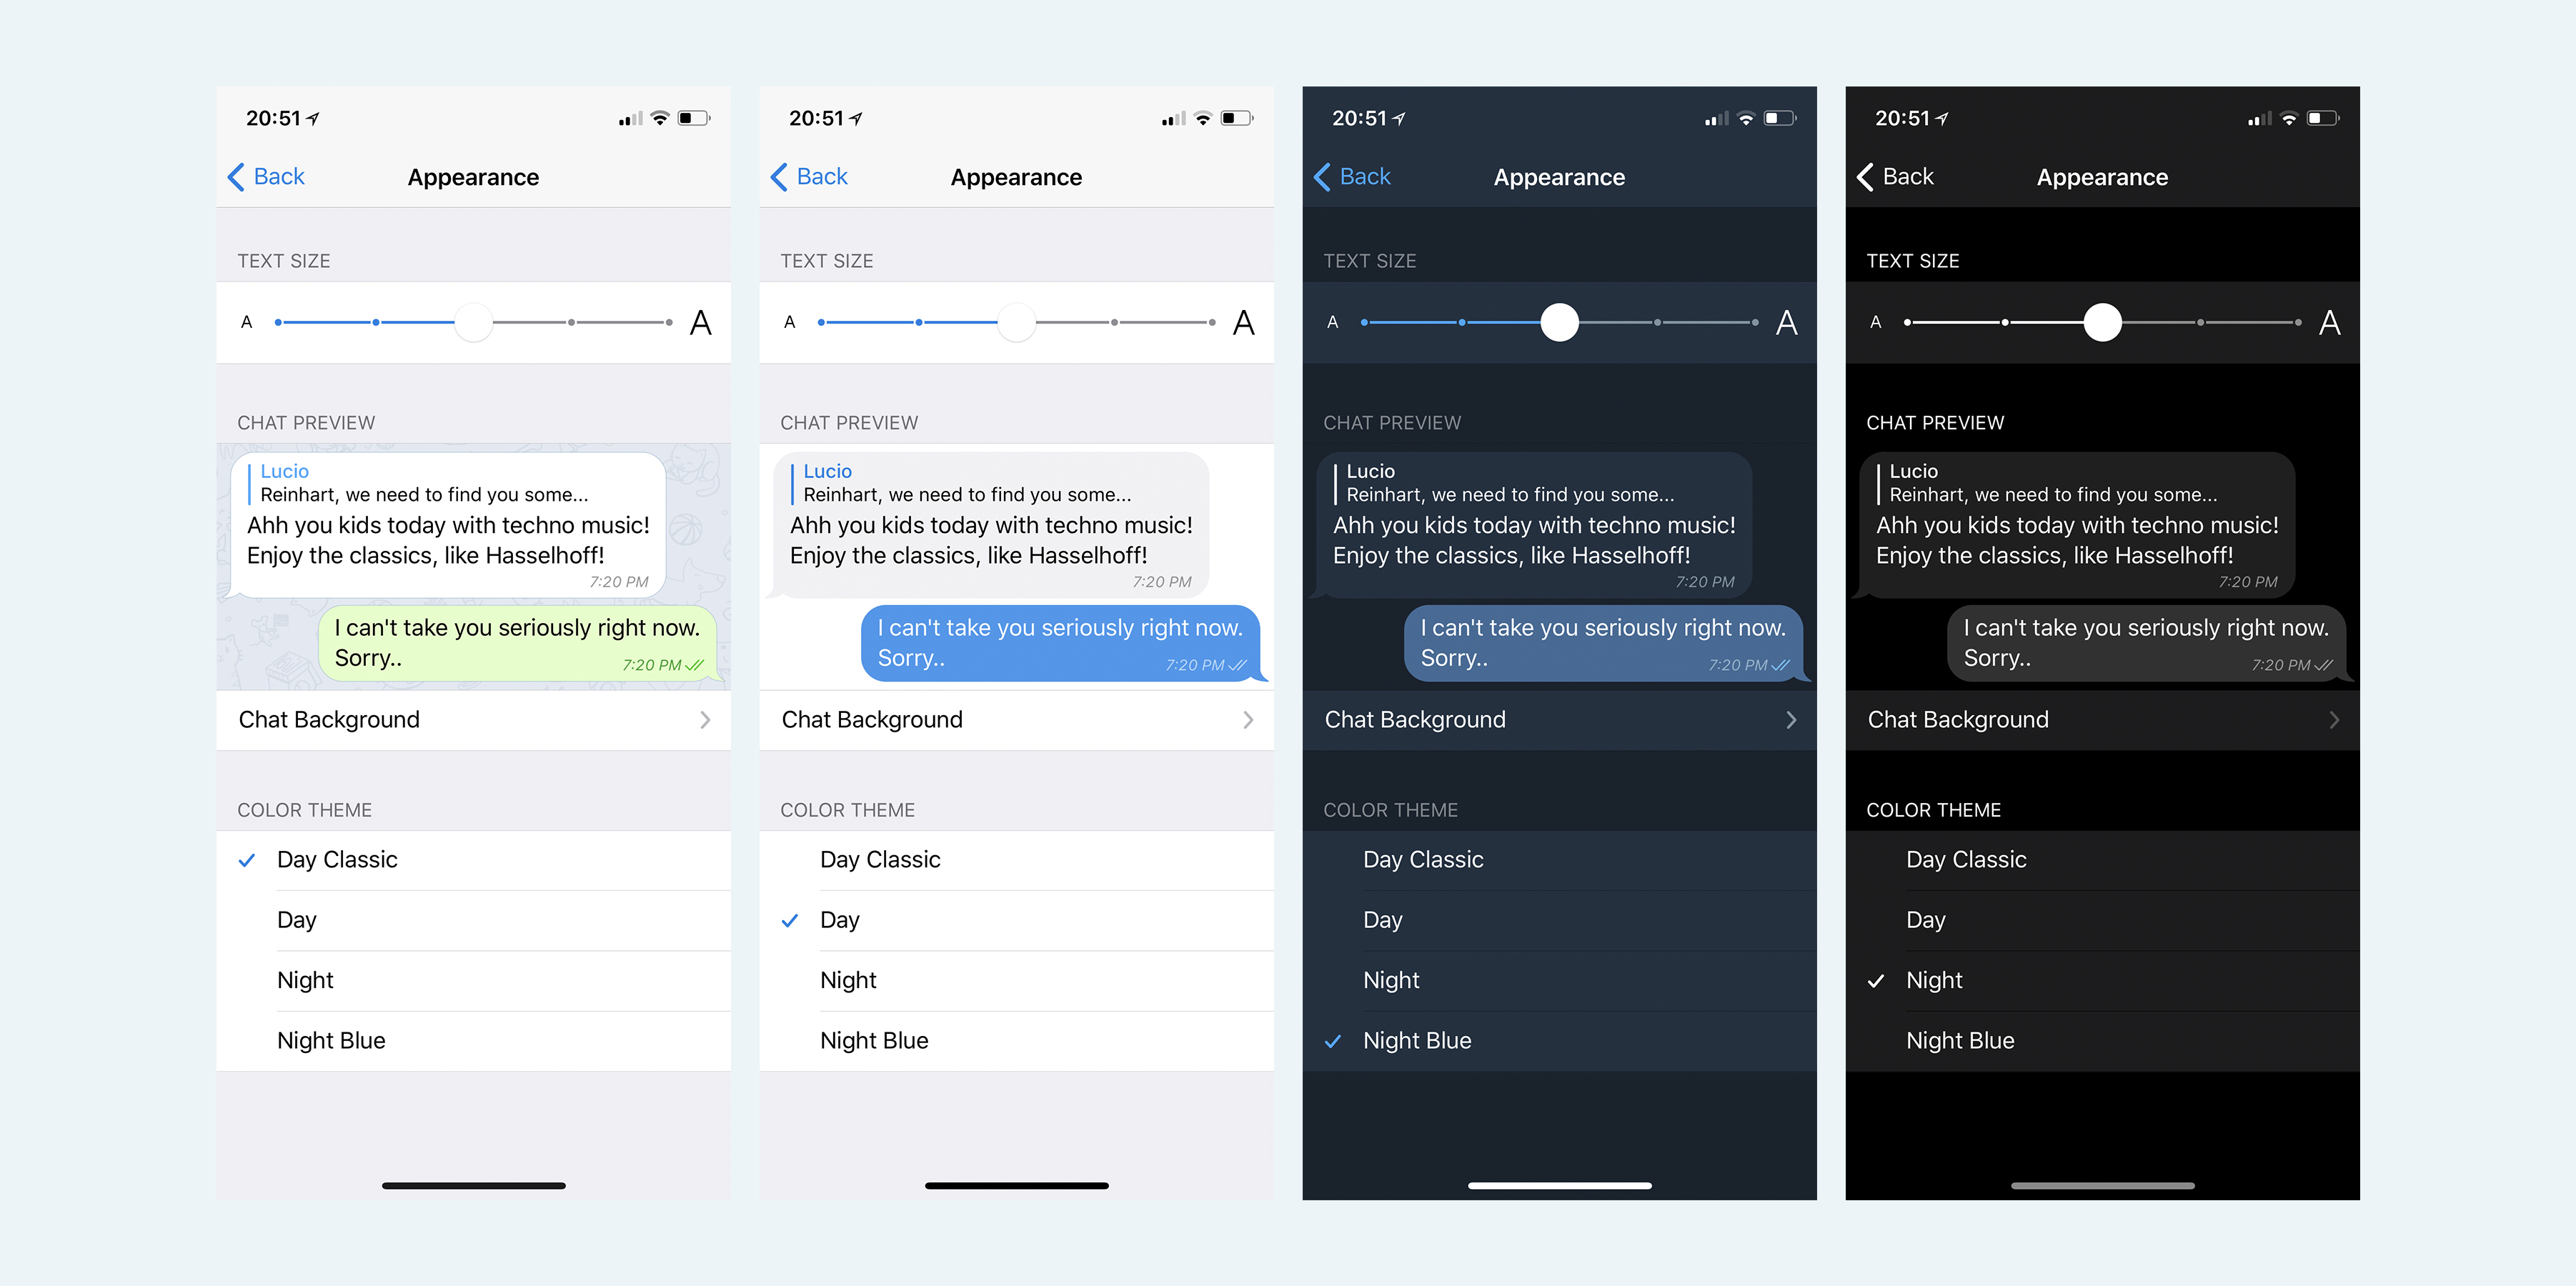 20:51
Back
Appearance
TEXT SIZE
A
A
CHAT PREVIEW
Lucio
Reinhart, we need to find you some...
Ahh you kids today with techno music!
Enjoy the classics, like Hasselhoff!
7:20 PM
I can't take you seriously right now.
Sorry..
7:20 PM
Chat Background
COLOR THEME
Day Classic
Day
Night
Night Blue
20:51
Back
Appearance
TEXT SIZE
A
A
CHAT PREVIEW
Lucio
Reinhart, we need to find you some...
Ahh you kids today with techno music!
Enjoy the classics, like Hasselhoff!
7:20 PM
I can't take you seriously right now.
Sorry..
7:20 PM
Chat Background
COLOR THEME
Day Classic
Day
Night
Night Blue
20:51
Back
Appearance
TEXT SIZE
A
A
CHAT PREVIEW
Lucio
Reinhart, we need to find you some...
Ahh you kids today with techno music!
Enjoy the classics, like Hasselhoff!
7:20 PM
I can't take you seriously right now.
Sorry..
7:20 PM
Chat Background
COLOR THEME
Day Classic
Day
Night
Night Blue
20:51
Back
Appearance
TEXT SIZE
A
A
CHAT PREVIEW
Lucio
Reinhart, we need to find you some...
Ahh you kids today with techno music!
Enjoy the classics, like Hasselhoff!
7:20 PM
I can't take you seriously right now.
Sorry..
7:20 PM
Chat Background
COLOR THEME
Day Classic
Day
Night
Night Blue